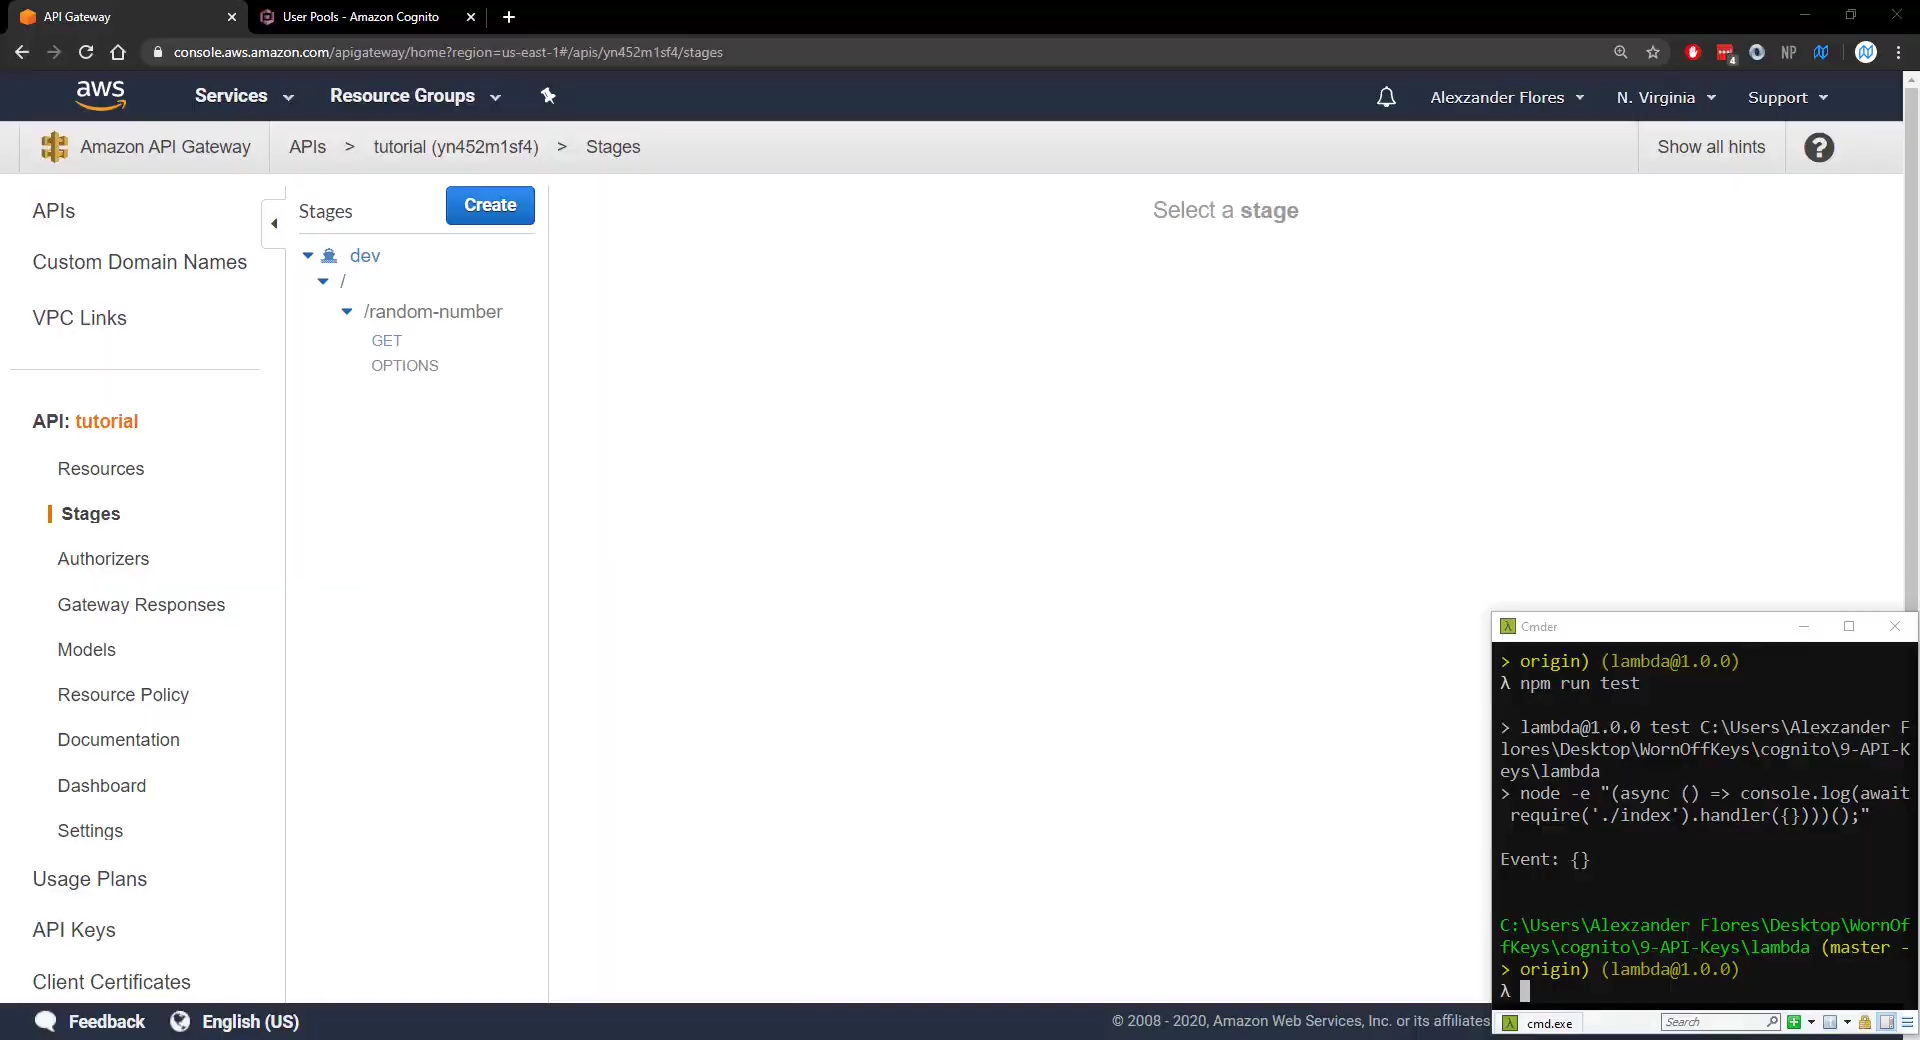 API Gateway
User Pools - Amazon Cognito
console.aws.amazon.com/apigateway/home?region=us-east-1#/apis/yn452m1sf4/stages
4
NP
aws
Services
Resource Groups
Alexzander Flores
N. Virginia
Support
Amazon API Gateway
APIs > tutorial (yn452m1sf4) > Stages
Show all hints
?
APIs
Custom Domain Names
VPC Links
API: tutorial
Resources
Stages
Authorizers
Gateway Responses
Models
Resource Policy
Documentation
Dashboard
Settings
Usage Plans
API Keys
Client Certificates
Stages
Create
dev
/
/random-number
GET
OPTIONS
Select a stage
Cmder
> origin) (lambda@1.0.0)
λ npm run test
> lambda@1.0.0 test C:\Users\Alexzander F
lores\Desktop\WornOffKeys\cognito\9-API-K
eys\lambda
> node -e "(async () => console.log(await
require('./index').handler({})))();"
Event: {}
C:\Users\Alexzander Flores\Desktop\WornOf
fKeys\cognito\9-API-Keys\lambda (master -
> origin) (lambda@1.0.0)
λ
cmd.exe
Search
Feedback
English (US)
© 2008 - 2020, Amazon Web Services, Inc. or its affiliates